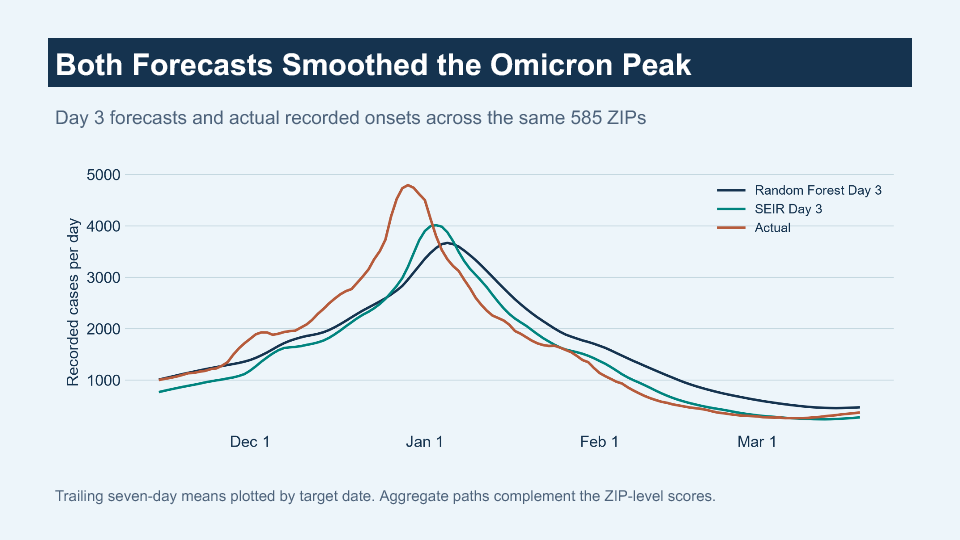 Both Forecasts Smoothed the Omicron Peak
Day 3 forecasts and actual recorded onsets across the same 585 ZIPs
Recorded cases per day
5000
4000
3000
2000
1000
Random Forest Day 3
SEIR Day 3
Actual
Dec 1 Jan 1 Feb 1 Mar 1
Trailing seven-day means plotted by target date. Aggregate paths complement the ZIP-level scores.